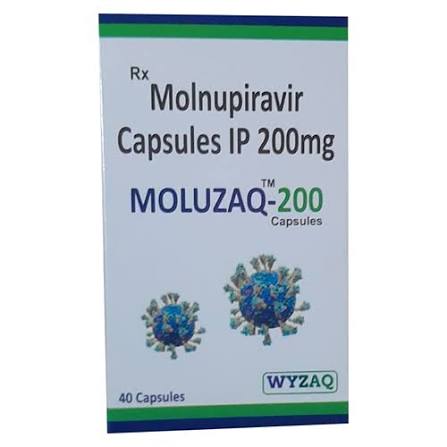 Rx
Molnupiravir
Capsules IP 200mg
MOLUZAQ™-200
Capsules
40 Capsules
WYZAQ